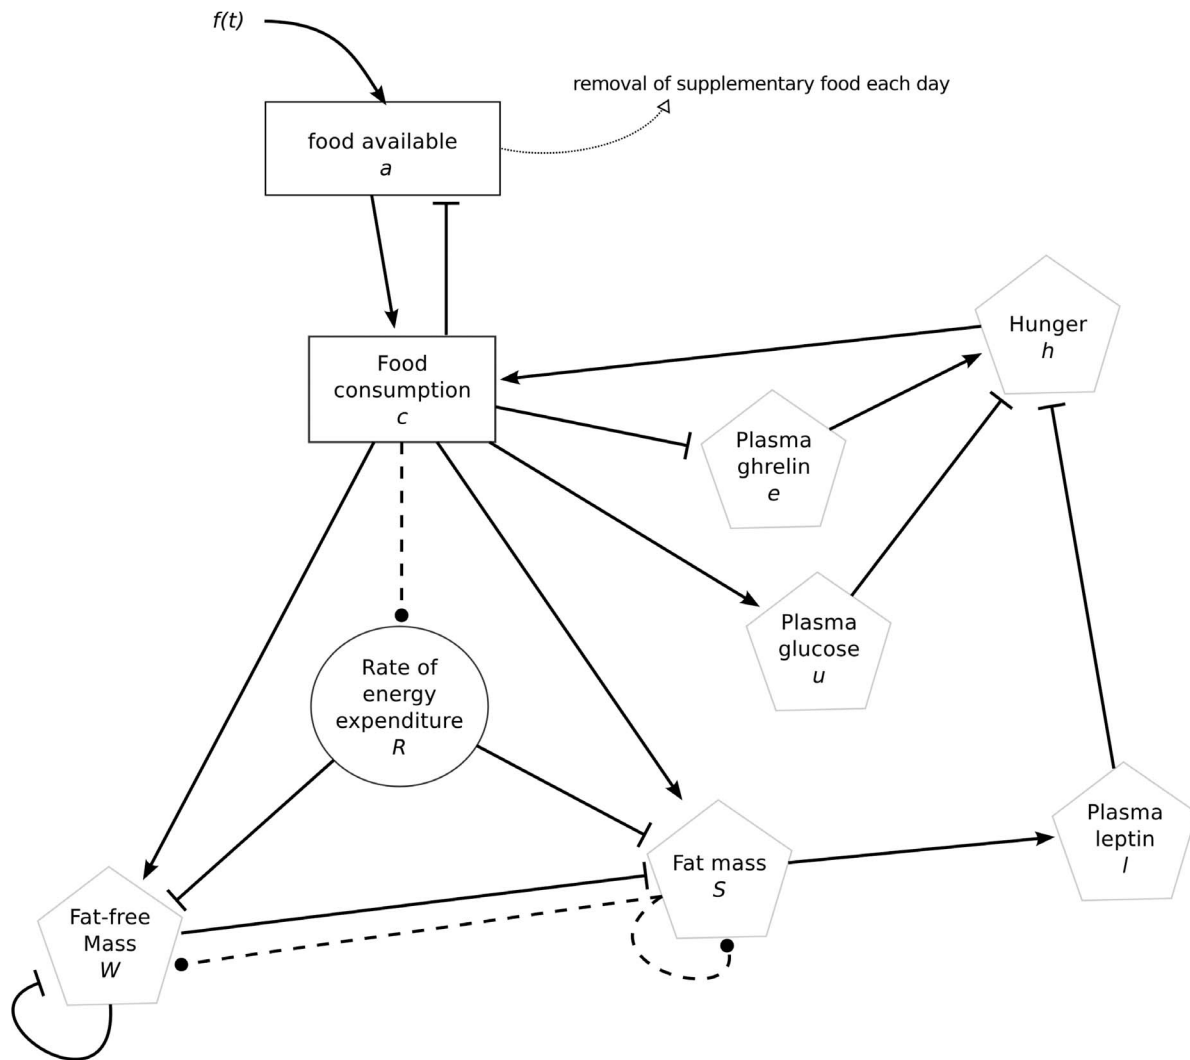 f(t)
removal of supplementary food each day
food available
a
Hunger
h
Food
consumption
c
Plasma
ghrelin
e
Plasma
glucose
u
Rate of
energy
expenditure
R
Plasma
leptin
l
Fat mass
S
Fat-free
Mass
W